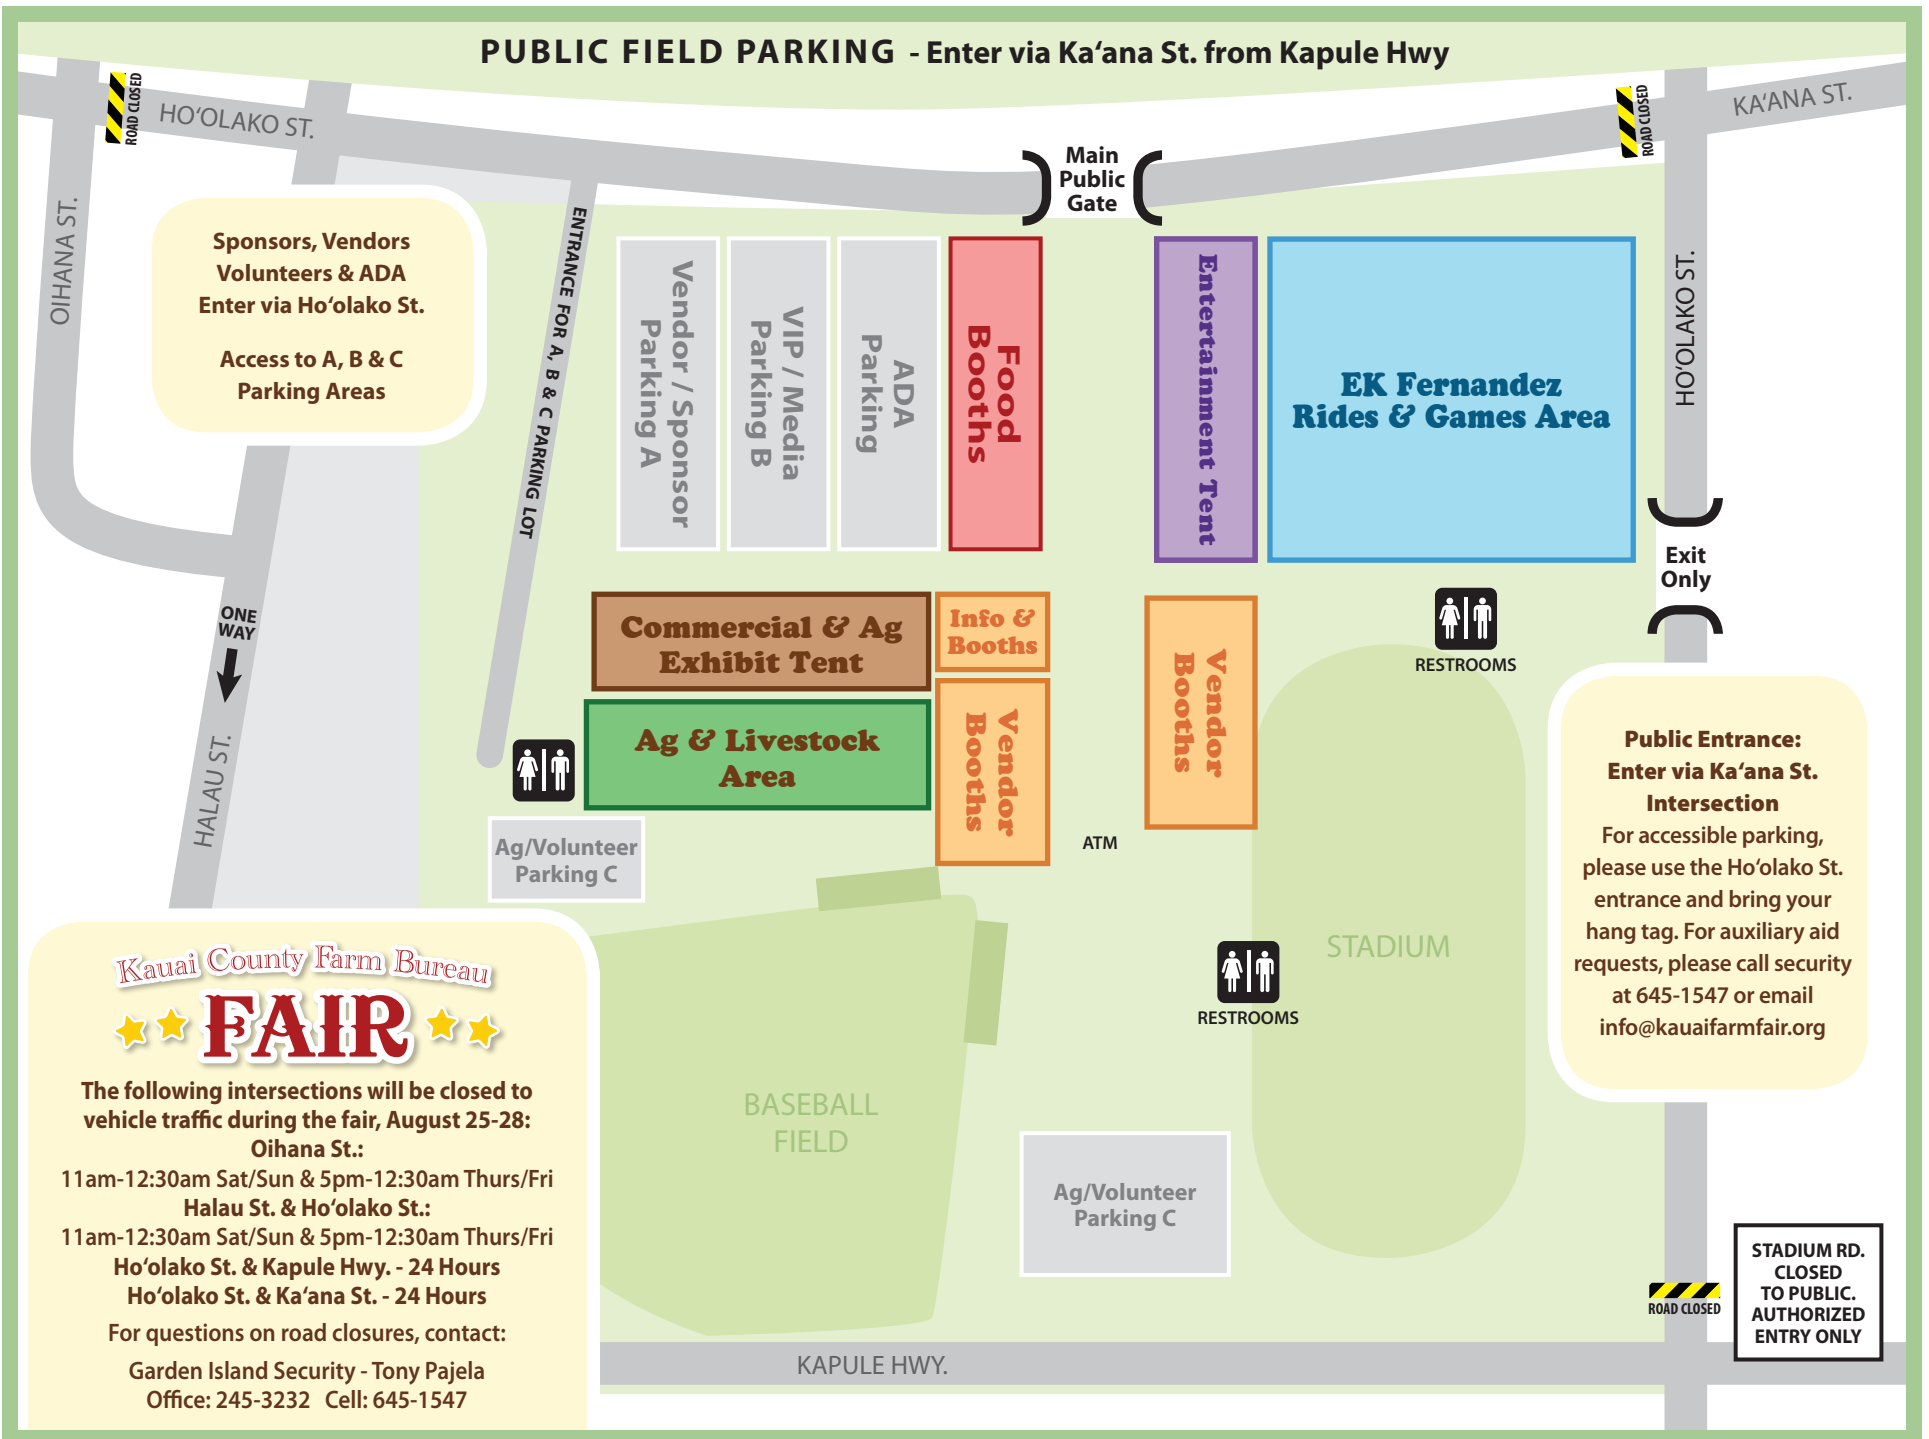 PUBLIC FIELD PARKING - Enter via Ka‘ana St. from Kapule Hwy
ROAD CLOSED
HO‘OLAKO ST.
ROAD CLOSED
KA‘ANA ST.
Main
Public
Gate
OIHANA ST.
Sponsors, Vendors
Volunteers & ADA
Enter via Ho‘olako St.
Access to A, B & C
Parking Areas
ENTRANCE FOR A, B & C PARKING LOT
Vendor / Sponsor
Parking A
VIP / Media
Parking B
ADA
Parking
Food
Booths
Entertainment Tent
EK Fernandez
Rides & Games Area
HO‘OLAKO ST.
Exit
Only
ONE
WAY
HALAU ST.
Commercial & Ag
Exhibit Tent
Info &
Booths
Vendor
Booths
RESTROOMS
Ag & Livestock
Area
Vendor
Booths
ATM
Ag/Volunteer
Parking C
Public Entrance:
Enter via Ka‘ana St.
Intersection
For accessible parking,
please use the Ho‘olako St.
entrance and bring your
hang tag. For auxiliary aid
requests, please call security
at 645-1547 or email
info@kauaifarmfair.org
STADIUM
RESTROOMS
BASEBALL
FIELD
Ag/Volunteer
Parking C
Kauai County Farm Bureau
FAIR
The following intersections will be closed to
vehicle traffic during the fair, August 25-28:
Oihana St.:
11am-12:30am Sat/Sun & 5pm-12:30am Thurs/Fri
Halau St. & Ho‘olako St.:
11am-12:30am Sat/Sun & 5pm-12:30am Thurs/Fri
Ho‘olako St. & Kapule Hwy. - 24 Hours
Ho‘olako St. & Ka‘ana St. - 24 Hours
For questions on road closures, contact:
Garden Island Security - Tony Pajela
Office: 245-3232 Cell: 645-1547
ROAD CLOSED
STADIUM RD.
CLOSED
TO PUBLIC.
AUTHORIZED
ENTRY ONLY
KAPULE HWY.